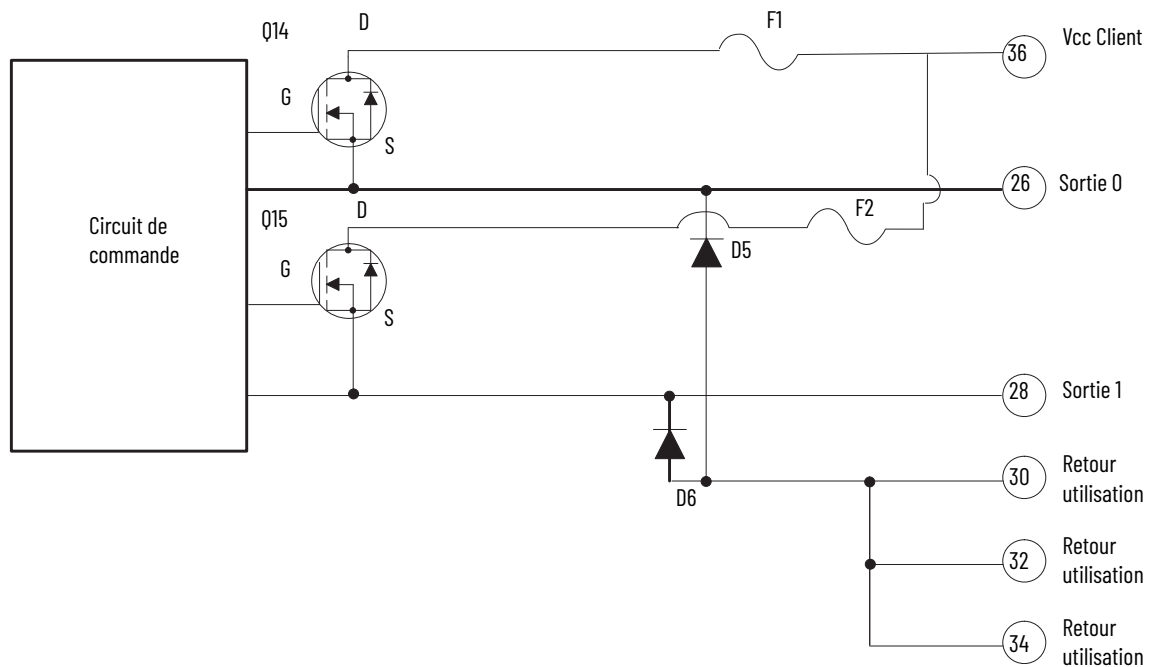 Q14
D
F1
36
Vcc Client
G
S
26
Sortie 0
Q15
D
F2
Circuit de
commande
G
D5
S
28
Sortie 1
30
Retour
utilisation
D6
32
Retour
utilisation
34
Retour
utilisation